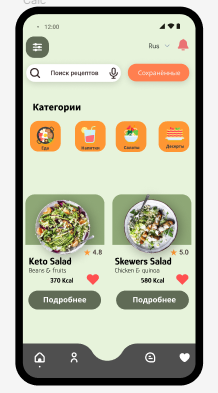 Calc
12:00
Rus
Поиск рецептов
Сохранённые
Категории
Еда
Напитки
Салаты
Десерты
4.8
5.0
Keto Salad
Skewers Salad
Beans & fruits
Chicken & quinoa
370 Kcal
580 Kcal
Подробнее
Подробнее